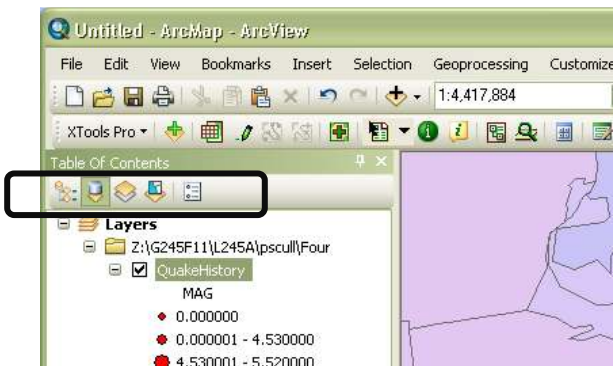 Untitled - ArcMap - ArcView
File Edit View Bookmarks Insert Selection Geoprocessing Customize
1:4,417,884
XTools Pro
Table Of Contents
Layers
Z:\G245F11\L245A\pscull\Four
QuakeHistory
MAG
0.000000
0.000001 - 4.530000
4.530001 - 5.520000